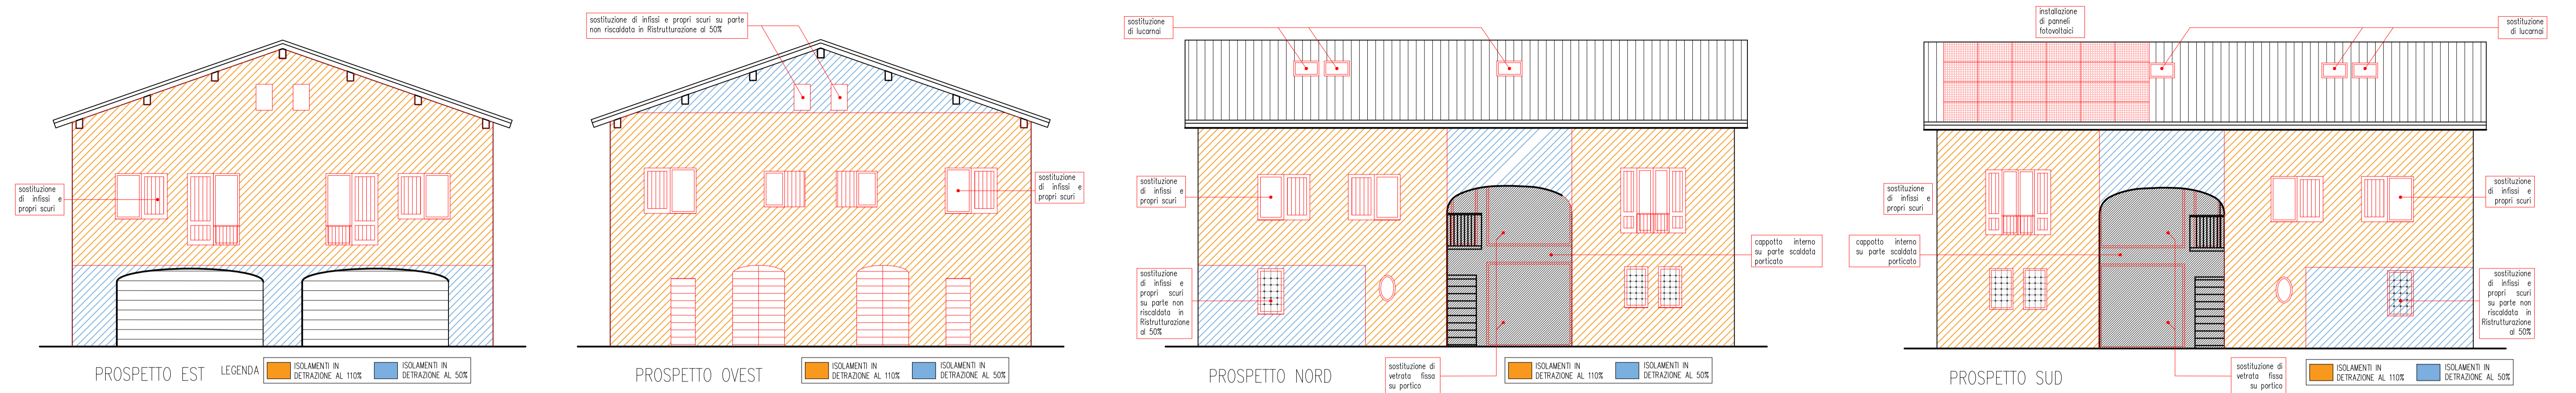 sostituzione
di infissi e
propri scuri
PROSPETTO EST
LEGENDA
ISOLAMENTI IN
DETRAZIONE AL 110%
ISOLAMENTI IN
DETRAZIONE AL 50%
sostituzione di infissi e propri scuri su parte
non riscaldata in Ristrutturazione al 50%
sostituzione
di infissi e
propri scuri
PROSPETTO OVEST
ISOLAMENTI IN
DETRAZIONE AL 110%
ISOLAMENTI IN
DETRAZIONE AL 50%
sostituzione
di lucarnai
sostituzione
di infissi e
propri scuri
sostituzione
di infissi e
propri scuri
su parte non
riscaldata in
Ristrutturazione
al 50%
cappotto interno
su parte scaldata
porticato
sostituzione di
vetrata fissa
su portico
PROSPETTO NORD
ISOLAMENTI IN
DETRAZIONE AL 110%
ISOLAMENTI IN
DETRAZIONE AL 50%
installazione
di panneli
fotovoltaici
sostituzione
di lucarnai
sostituzione
di infissi e
propri scuri
cappotto interno
su parte scaldata
porticato
sostituzione
di infissi e
propri scuri
sostituzione
di infissi e
propri scuri
su parte non
riscaldata in
Ristrutturazione
al 50%
sostituzione di
vetrata fissa
su portico
PROSPETTO SUD
ISOLAMENTI IN
DETRAZIONE AL 110%
ISOLAMENTI IN
DETRAZIONE AL 50%